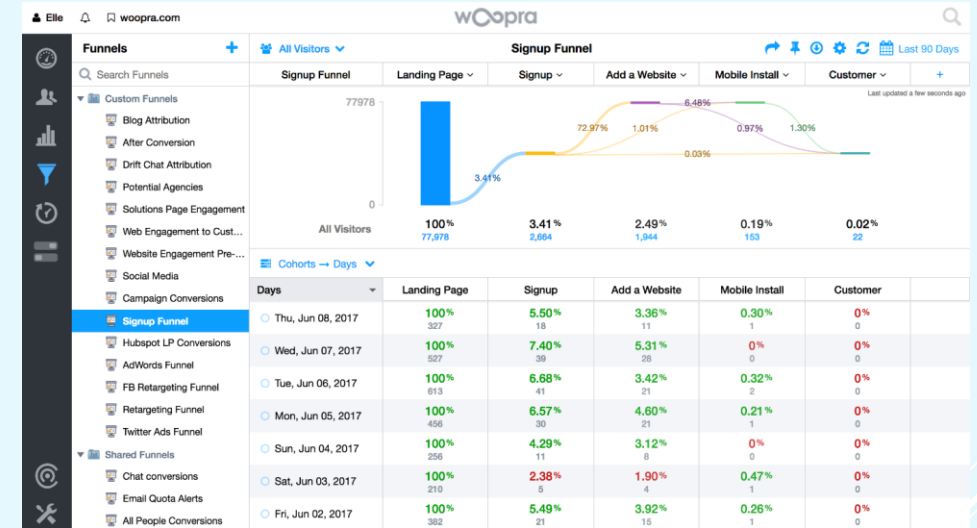 Elle woopra.com woopra
Funnels + All Visitors Signup Funnel Last 90 Days
Search Funnels Signup Funnel Landing Page Signup Add a Website Mobile Install Customer +
Last updated a few seconds ago
Custom Funnels
Blog Attribution
After Conversion
Drift Chat Attribution
Potential Agencies
Solutions Page Engagement
Web Engagement to Cust...
Website Engagement Pre-...
Social Media
Campaign Conversions
Signup Funnel
Hubspot LP Conversions
AdWords Funnel
FB Retargeting Funnel
Retargeting Funnel
Twitter Ads Funnel
Shared Funnels
Chat conversions
Email Quota Alerts
All People Conversions
77978
0
3.41%
72.97% 1.01% 6.48% 0.97% 1.30%
0.03%
All Visitors 100% 3.41% 2.49% 0.19% 0.02%
77,978 2,664 1,944 153 22
Cohorts → Days
Days Landing Page Signup Add a Website Mobile Install Customer
Thu, Jun 08, 2017 100% 5.50% 3.36% 0.30% 0%
327 18 11 1 0
Wed, Jun 07, 2017 100% 7.40% 5.31% 0% 0%
527 39 28 0 0
Tue, Jun 06, 2017 100% 6.68% 3.42% 0.32% 0%
613 41 21 2 0
Mon, Jun 05, 2017 100% 6.57% 4.60% 0.21% 0%
456 30 21 1 0
Sun, Jun 04, 2017 100% 4.29% 3.12% 0% 0%
256 11 8 0 0
Sat, Jun 03, 2017 100% 2.38% 1.90% 0.47% 0%
210 5 4 1 0
Fri, Jun 02, 2017 100% 5.49% 3.92% 0.26% 0%
382 21 15 1 0